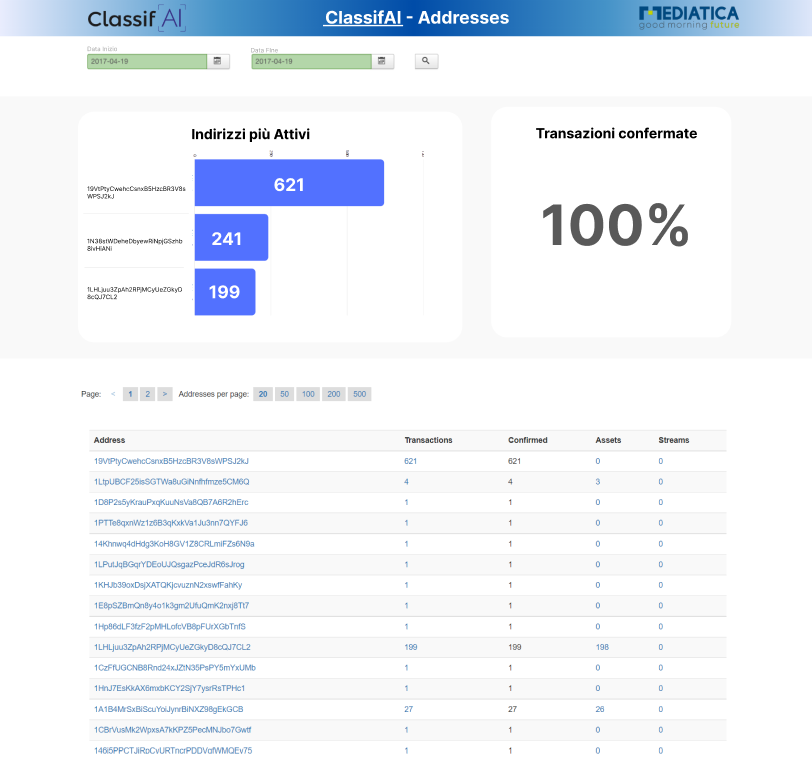 Classif[AI]
ClassifAI - Addresses
MEDIATICA
good morning future
Data Inizio
Data Fine
2017-04-19
2017-04-19
Indirizzi più Attivi
Transazioni confermate
19VtPtyCwehcCsnxB5HzcBR3V8s
WPSJ2kJ
621
241
199
1LHLjuu3ZpAh2RPjMCyUeZGkyD
8cQJ7CL2
100%
Page: < 1 2 > Addresses per page: 20 50 100 200 500
Address Transactions Confirmed Assets Streams
19VtPtyCwehcCsnxB5HzcBR3V8sWPSJ2kJ 621 621 0 0
1LtpUBCF25isSGTWa8uGiNnfhfmze5CM6Q 4 4 3 0
1D8P2s5yKrauPxqKuuNsVa8QB7A6R2hErc 1 1 0 0
1PTTe8qxnWz1z6B3qKxkVa1Ju3nn7QYFJ6 1 1 0 0
14Khnwq4dHdg3KoH8GV1Z8CRLmiFZs6N9a 1 1 0 0
1LPutJqBGqrYDEoUJQsgazPceJdR6sJrog 1 1 0 0
1KHJb39oxDsjXATQKjcvuznN2xswfFahKy 1 1 0 0
1E8pSZBmQn8y4o1k3gm2UfuQmK2nxj8Tt7 1 1 0 0
1Hp86dLF3fzF2pMHLofcVB8pFUrXGbTnfS 1 1 0 0
1LHLjuu3ZpAh2RPjMCyUeZGkyD8cQJ7CL2 199 199 198 0
1CzFfUGCNB8Rnd24xJZtN35PsPY5mYxUMb 1 1 0 0
1HnJ7EsKkAX6mxbKCY2SjY7ysrRsTPHc1 1 1 0 0
1A1B4MrSxBiScuYoiJynrBiNXZ98gEkGCB 27 27 26 0
1CBrVusMk2WpxsA7kKPZ5PecMNJbo7Gwtf 1 1 0 0
146i5PPCTJiRpCvURTncrPDDVofWMQEv75 1 1 0 0